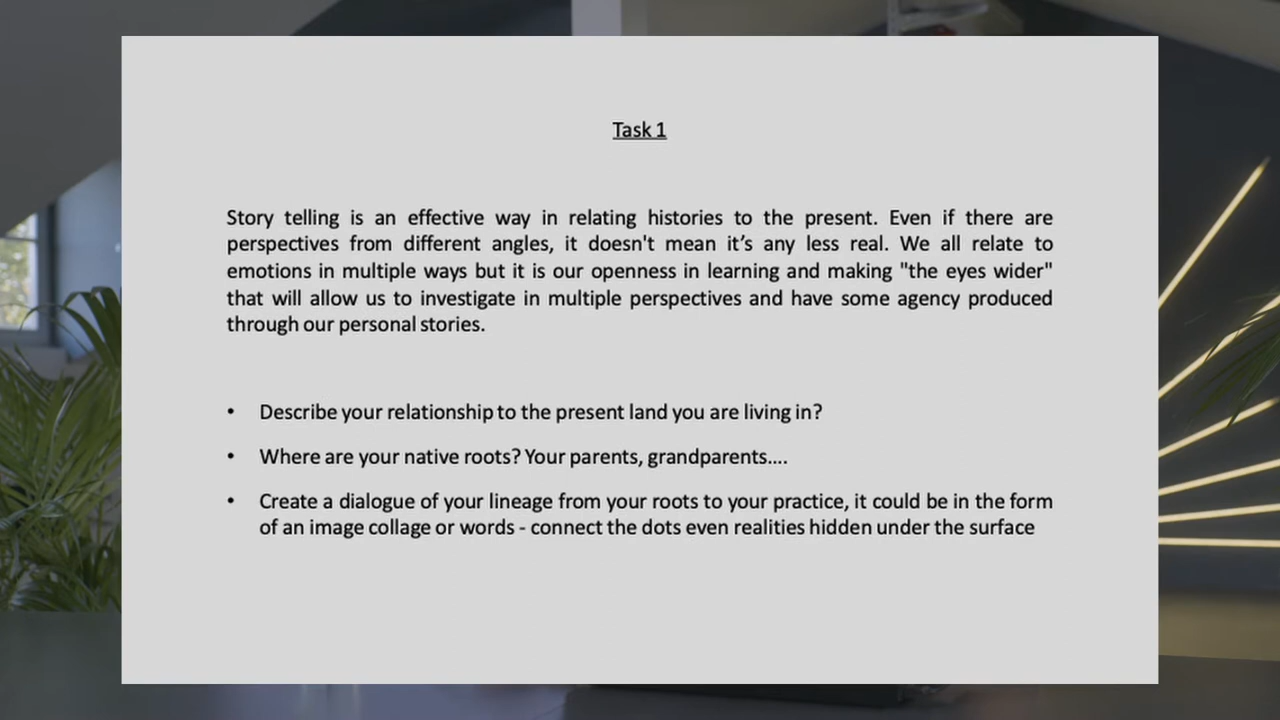 Task 1
Story telling is an effective way in relating histories to the present. Even if there are
perspectives from different angles, it doesn't mean it’s any less real. We all relate to
emotions in multiple ways but it is our openness in learning and making "the eyes wider"
that will allow us to investigate in multiple perspectives and have some agency produced
through our personal stories.
• Describe your relationship to the present land you are living in?
• Where are your native roots? Your parents, grandparents....
• Create a dialogue of your lineage from your roots to your practice, it could be in the form
of an image collage or words - connect the dots even realities hidden under the surface